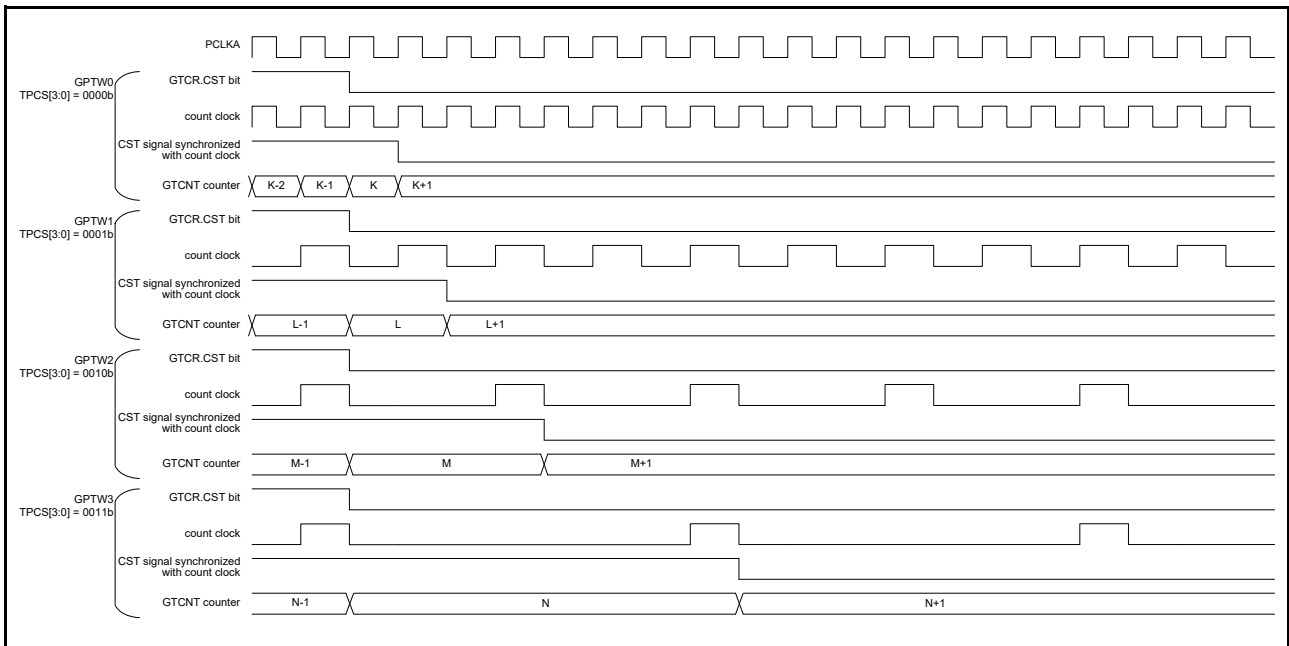 PCLKA
GPTW0
TPCS[3:0] = 0000b
GTCR.CST bit
count clock
CST signal synchronized
with count clock
GTCNT counter
K-2
K-1
K
K+1
GPTW1
TPCS[3:0] = 0001b
GTCR.CST bit
count clock
CST signal synchronized
with count clock
GTCNT counter
L-1
L
L+1
GPTW2
TPCS[3:0] = 0010b
GTCR.CST bit
count clock
CST signal synchronized
with count clock
GTCNT counter
M-1
M
M+1
GPTW3
TPCS[3:0] = 0011b
GTCR.CST bit
count clock
CST signal synchronized
with count clock
GTCNT counter
N-1
N
N+1